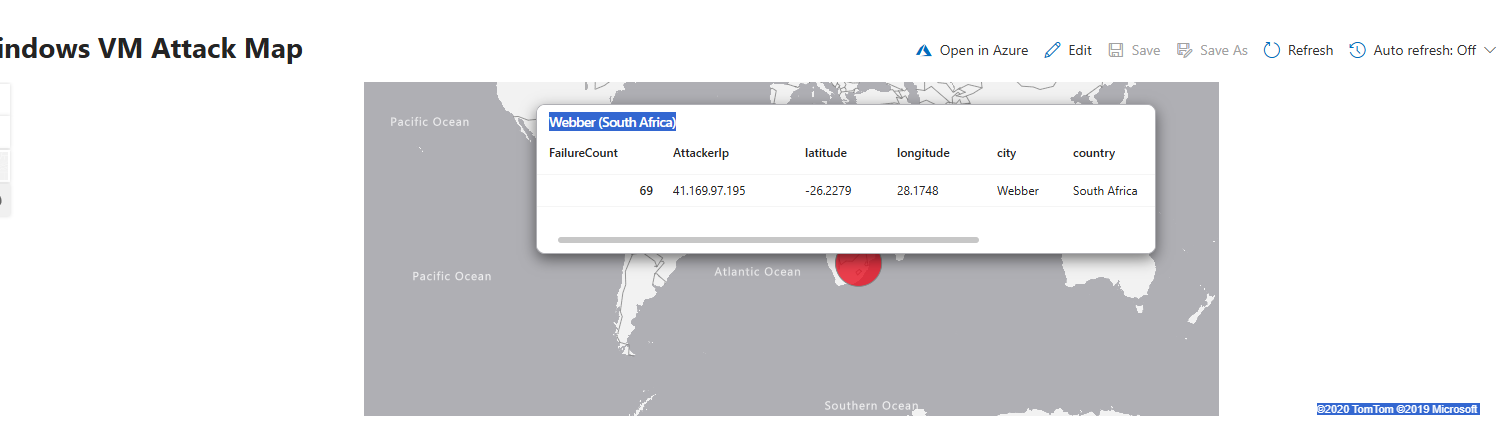 indows VM Attack Map
Open in Azure Edit Save Save As Refresh Auto refresh: Off
Pacific Ocean
Webber (South Africa)
FailureCount AttackerIp latitude longitude city country
69 41.169.97.195 -26.2279 28.1748 Webber South Africa
Pacific Ocean
Atlantic Ocean
Southern Ocean
©2020 TomTom ©2019 Microsoft